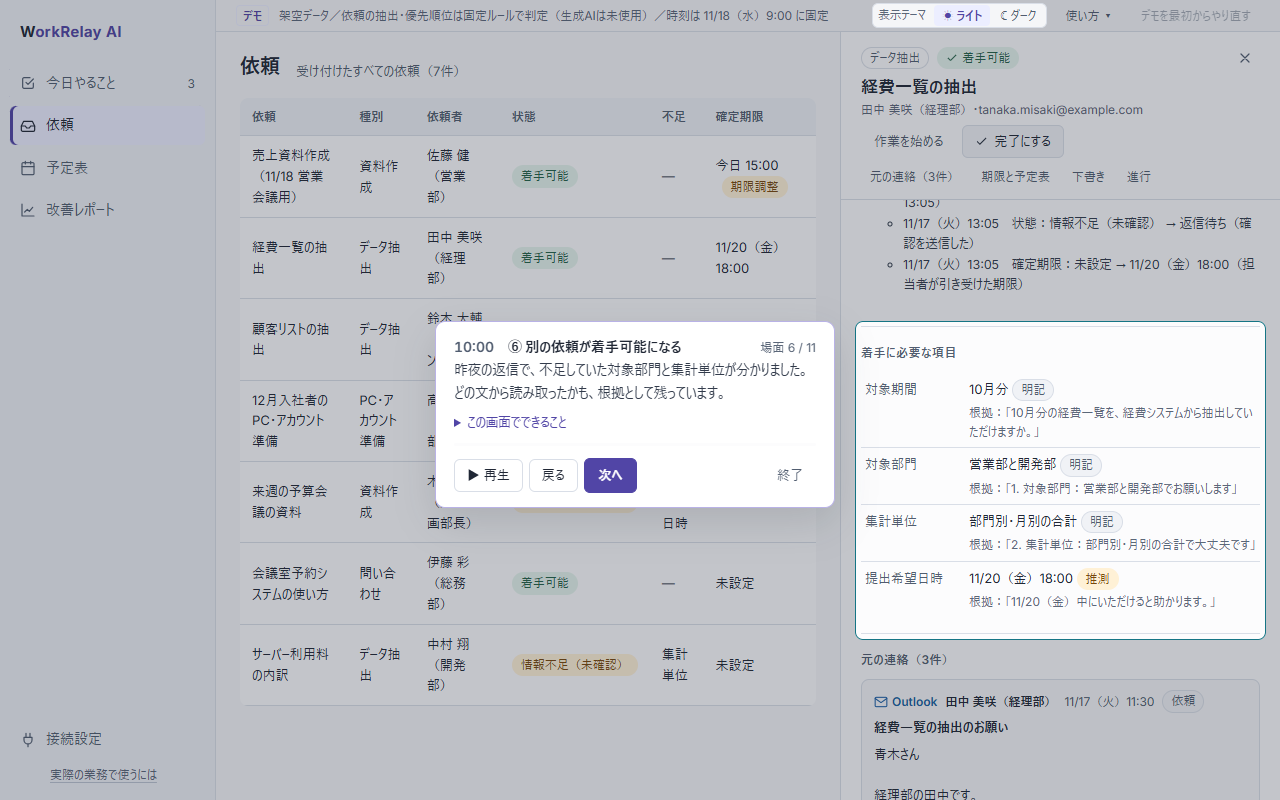 WorkRelay AI
今日やること 3
依頼
予定表
改善レポート
接続設定
実際の業務で使うには
デモ 架空データ／依頼の抽出・優先順位は固定ルールで判定（生成AIは未使用）／時刻は 11/18（水）9:00 に固定
表示テーマ ライト ダーク 使い方 ▼ デモを最初からやり直す
依頼 受け付けたすべての依頼（7件）
依頼 種別 依頼者 状態 不足 確定期限
売上資料作成（11/18 営業会議用） 資料作成 佐藤 健（営業部） 着手可能 — 今日 15:00 期限調整
経費一覧の抽出 データ抽出 田中 美咲（経理部） 着手可能 — 11/20（金）18:00
顧客リストの抽出 データ抽出 鈴木 大輔
12月入社者のPC・アカウント準備 PC・アカウント準備
来週の予算会議の資料 資料作成 画部長） 日時
会議室予約システムの使い方 問い合わせ 伊藤 彩（総務部） 着手可能 — 未設定
サーバー利用料の内訳 データ抽出 中村 翔（開発部） 情報不足（未確認） 集計単位 未設定
10:00 ⑥ 別の依頼が着手可能になる 場面 6 / 11
昨夜の返信で、不足していた対象部門と集計単位が分かりました。
どの文から読み取ったかも、根拠として残っています。
▶ この画面でできること
▶ 再生 戻る 次へ 終了
データ抽出 ✓ 着手可能 ×
経費一覧の抽出
田中 美咲（経理部）・tanaka.misaki@example.com
作業を始める ✓ 完了にする
元の連絡（3件） 期限と予定表 下書き 進行
13:05）
11/17（火）13:05 状態：情報不足（未確認） → 返信待ち（確
認を送信した）
11/17（火）13:05 確定期限：未設定 → 11/20（金）18:00（担
当者が引き受けた期限）
着手に必要な項目
対象期間 10月分 明記
根拠：「10月分の経費一覧を、経費システムから抽出してい
ただけますか。」
対象部門 営業部と開発部 明記
根拠：「1. 対象部門：営業部と開発部でお願いします」
集計単位 部門別・月別の合計 明記
根拠：「2. 集計単位：部門別・月別の合計で大丈夫です」
提出希望日時 11/20（金）18:00 推測
根拠：「11/20（金）中にいただけると助かります。」
元の連絡（3件）
Outlook 田中 美咲（経理部） 11/17（火）11:30 依頼
経費一覧の抽出のお願い
青木さん
経理部の田中です。